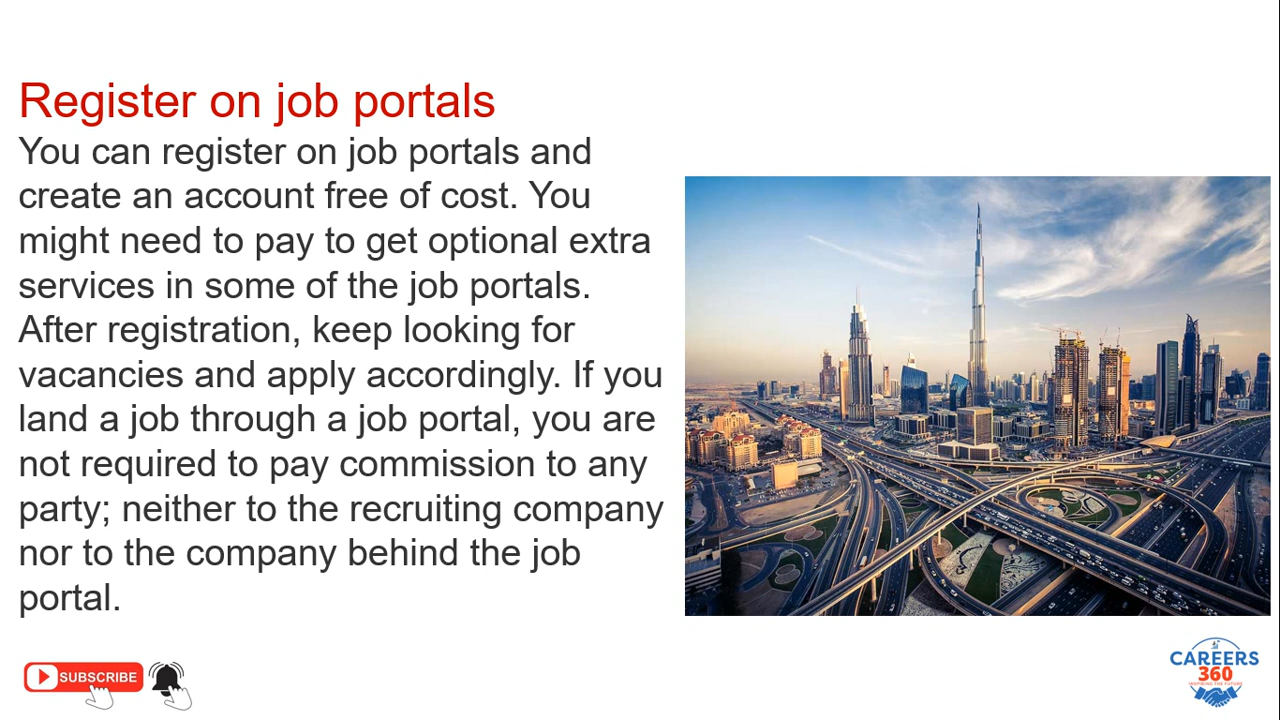 Register on job portals
You can register on job portals and
create an account free of cost. You
might need to pay to get optional extra
services in some of the job portals.
After registration, keep looking for
vacancies and apply accordingly. If you
land a job through a job portal, you are
not required to pay commission to any
party; neither to the recruiting company
nor to the company behind the job
portal.
SUBSCRIBE
CAREERS
360
INSPIRING THE FUTURE